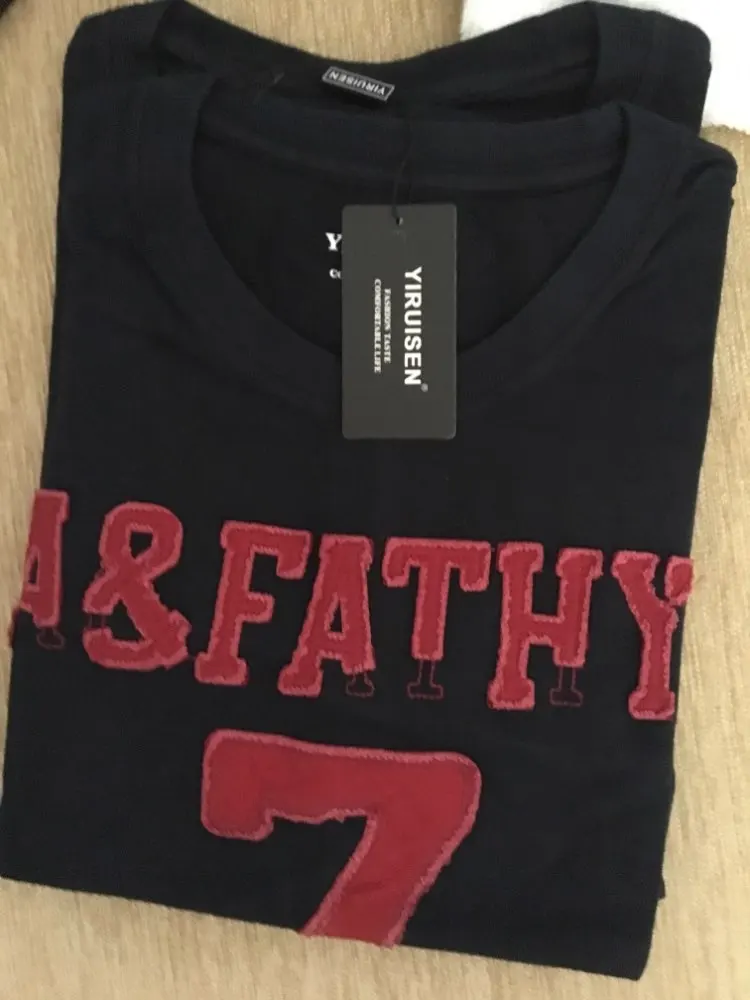 YIRUISEN
YIRUISEN®
FASHION TASTE
COMFORTABLE LIFE
A&FATHY
7